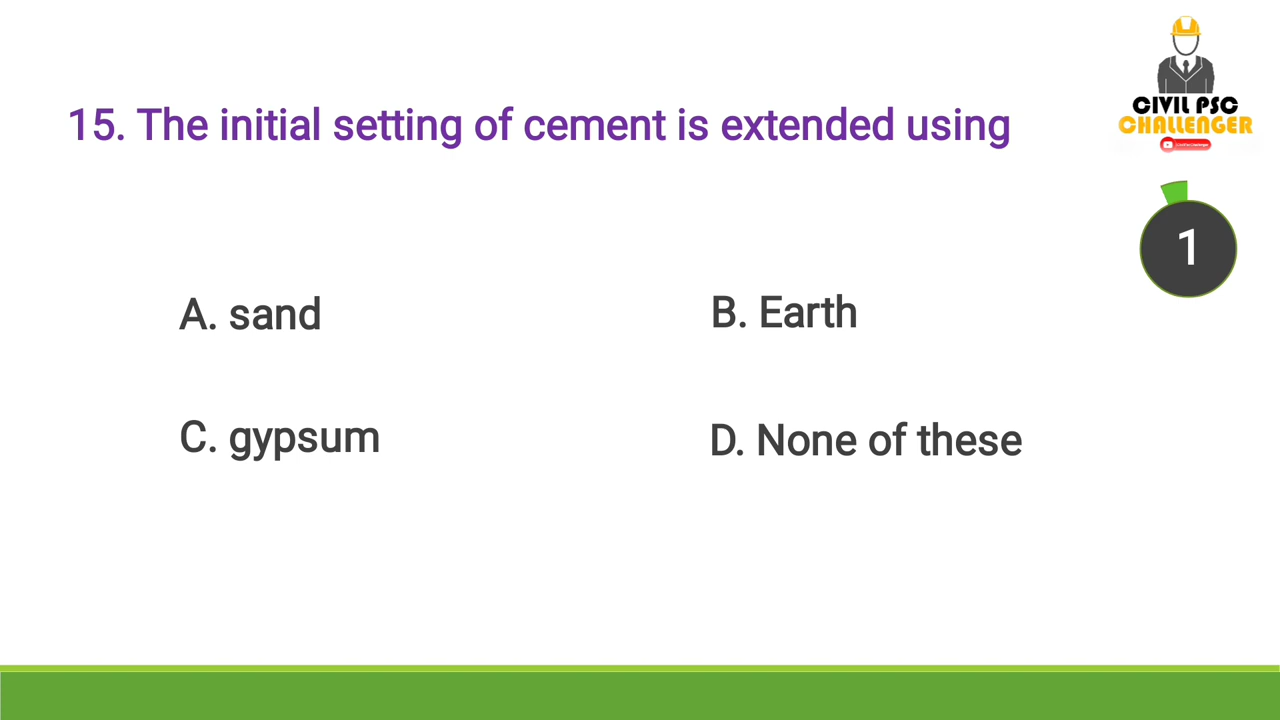 CIVIL PSC
CHALLENGER
15. The initial setting of cement is extended using
1
A. sand
B. Earth
C. gypsum
D. None of these